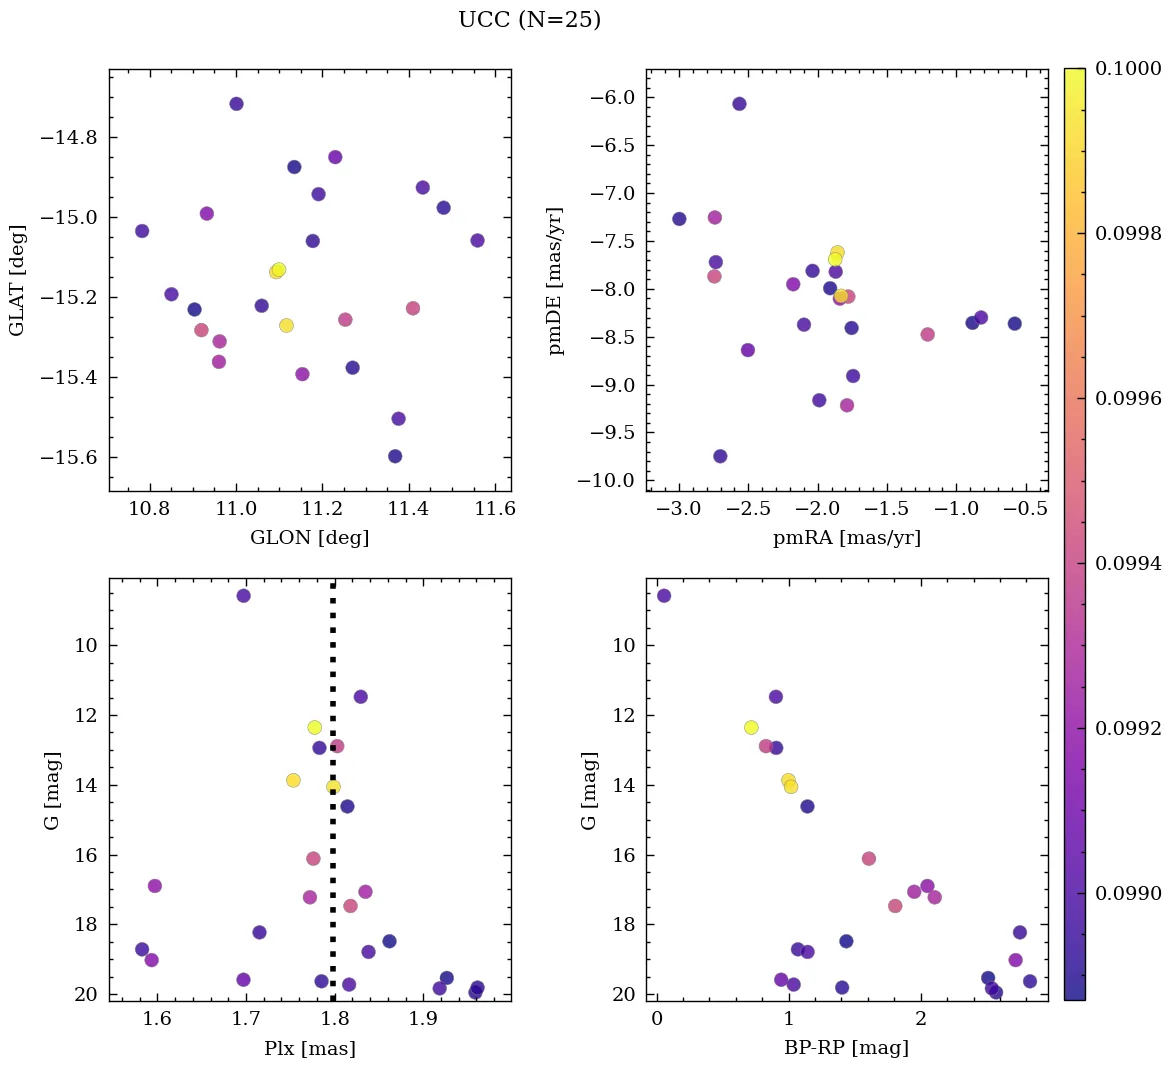 UCC (N=25)
−14.8
−15.0
−15.2
−15.4
−15.6
GLAT [deg]
10.8 11.0 11.2 11.4 11.6
GLON [deg]
−6.0
−6.5
−7.0
−7.5
−8.0
−8.5
−9.0
−9.5
−10.0
pmDE [mas/yr]
−3.0 −2.5 −2.0 −1.5 −1.0 −0.5
pmRA [mas/yr]
10
12
14
16
18
20
G [mag]
1.6 1.7 1.8 1.9
Plx [mas]
10
12
14
16
18
20
G [mag]
0 1 2
BP-RP [mag]
0.1000
0.0998
0.0996
0.0994
0.0992
0.0990